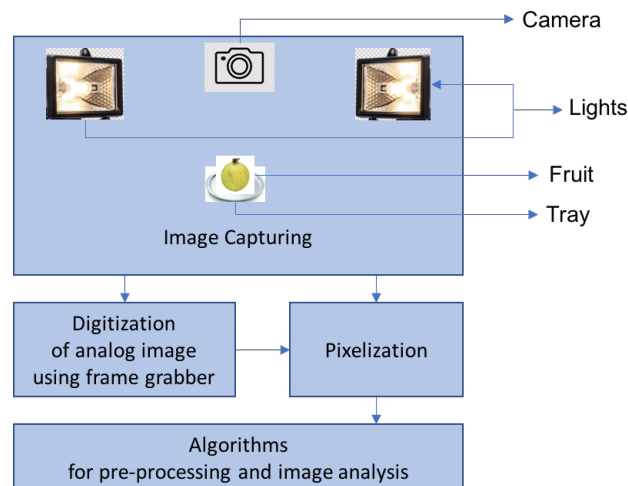 Camera
Lights
Fruit
Tray
Image Capturing
Digitization
of analog image
using frame grabber
Pixelization
Algorithms
for pre-processing and image analysis